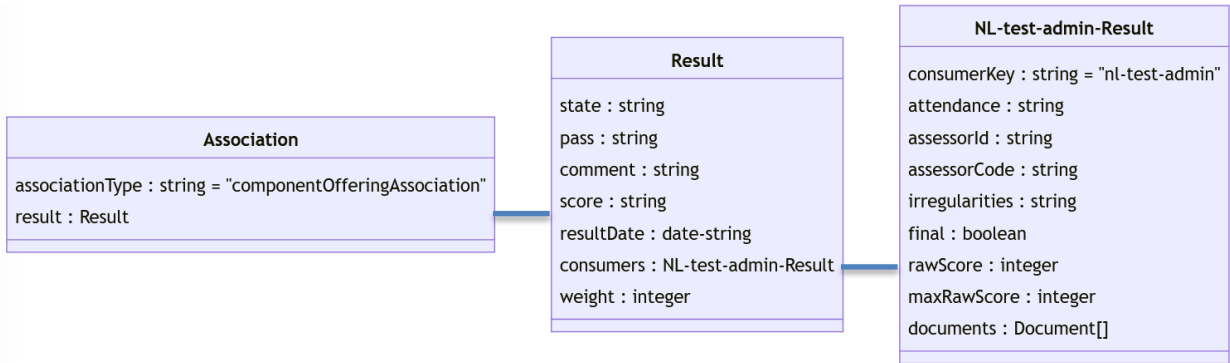 Association
associationType : string = "componentOfferingAssociation"
result : Result
Result
state : string
pass : string
comment : string
score : string
resultDate : date-string
consumers : NL-test-admin-Result
weight : integer
NL-test-admin-Result
consumerKey : string = "nl-test-admin"
attendance : string
assessorId : string
assessorCode : string
irregularities : string
final : boolean
rawScore : integer
maxRawScore : integer
documents : Document[]